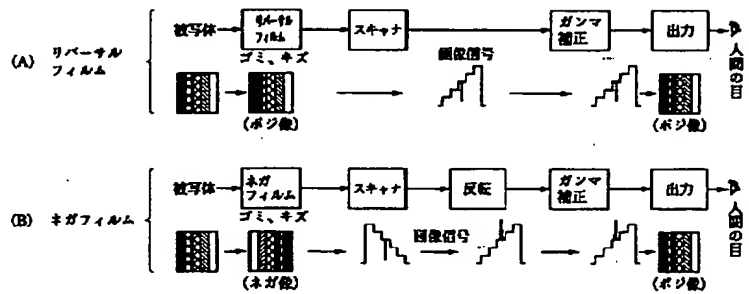 (A) リバーサル
フィルム
被写体
リバーサル
フィルム
スキャナ
ガンマ
補正
出力
人間の目
ゴミ、キズ
画像信号
(ポジ像)
(ポジ像)
(B) ネガフィルム
被写体
ネガ
フィルム
スキャナ
反転
ガンマ
補正
出力
人間の目
ゴミ、キズ
画像信号
(ネガ像)
(ポジ像)